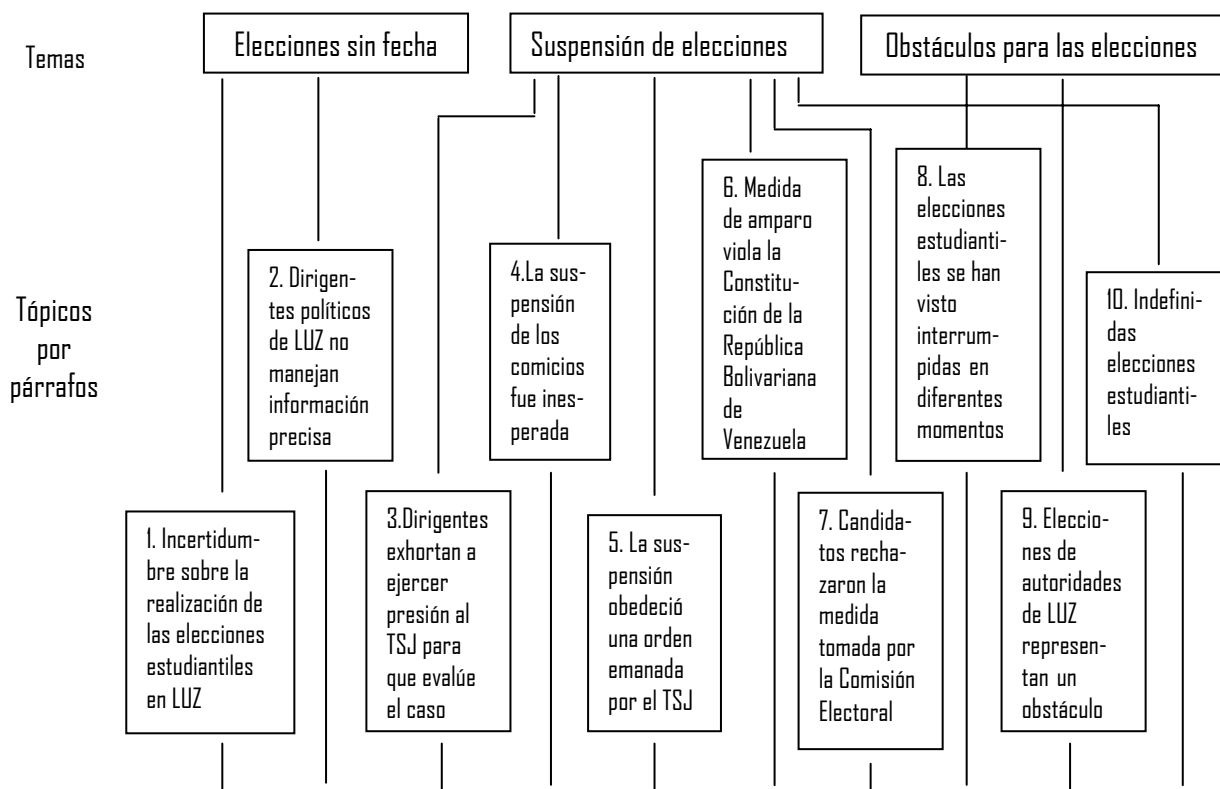 Temas
Elecciones sin fecha
Suspensión de elecciones
Obstáculos para las elecciones
Tópicos
por
párrafos
1. Incertidum-
bre sobre la
realización de
las elecciones
estudiantiles
en LUZ
2. Dirigen-
tes políticos
de LUZ no
manejan
información
precisa
3.Dirigentes
exhortan a
ejercer
presión al
TSJ para
que evalúe
el caso
4.La sus-
pensión
de los
comicios
fue ines-
perada
5. La sus-
pensión
obedeció
una orden
emanada
por el TSJ
6. Medida
de amparo
viola la
Constitu-
ción de la
República
Bolivariana
de
Venezuela
7. Candida-
tos recha-
zaron la
medida
tomada por
la Comisión
Electoral
8. Las
elecciones
estudianti-
les se han
visto
interrum-
pidas en
diferentes
momentos
9. Eleccio-
nes de
autoridades
de LUZ
represen-
tan un
obstáculo
10. Indefini-
das
elecciones
estudianti-
les